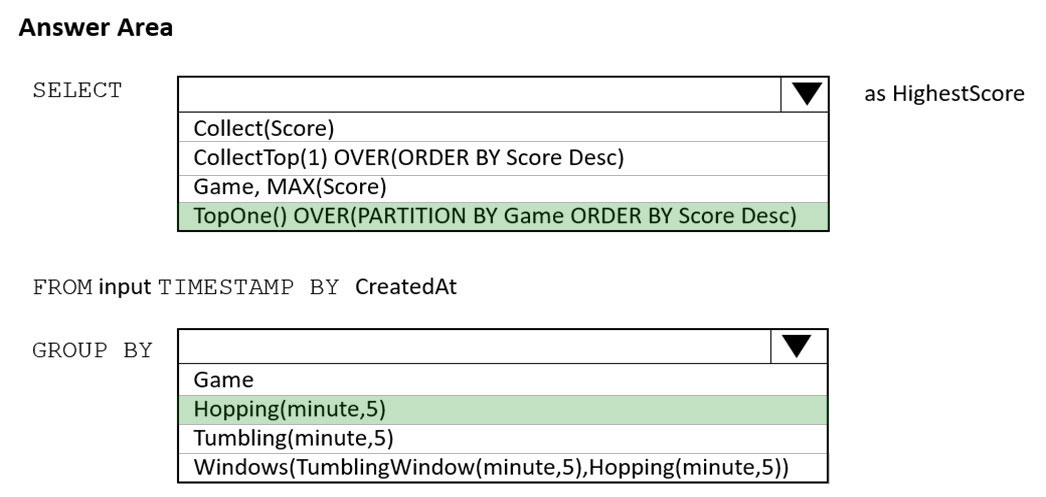 Answer Area
SELECT
as HighestScore
Collect(Score)
CollectTop(1) OVER(ORDER BY Score Desc)
Game, MAX(Score)
TopOne() OVER(PARTITION BY Game ORDER BY Score Desc)
FROM input TIMESTAMP BY CreatedAt
GROUP BY
Game
Hopping(minute,5)
Tumbling(minute,5)
Windows(TumblingWindow(minute,5),Hopping(minute,5))